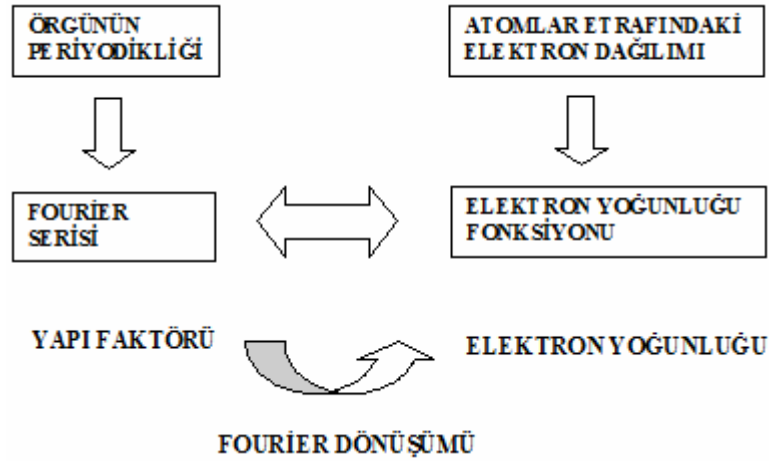 ÖRGÜNÜN
PERİYODİKLİĞİ
ATOMLAR ETRAFINDAKİ
ELEKTRON DAĞILIMI
FOURİER
SERİSİ
ELEKTRON YOĞUNLUĞU
FONKSİYONU
YAPI FAKTÖRÜ
ELEKTRON YOĞUNLUĞU
FOURİER DÖNÜŞÜMÜ